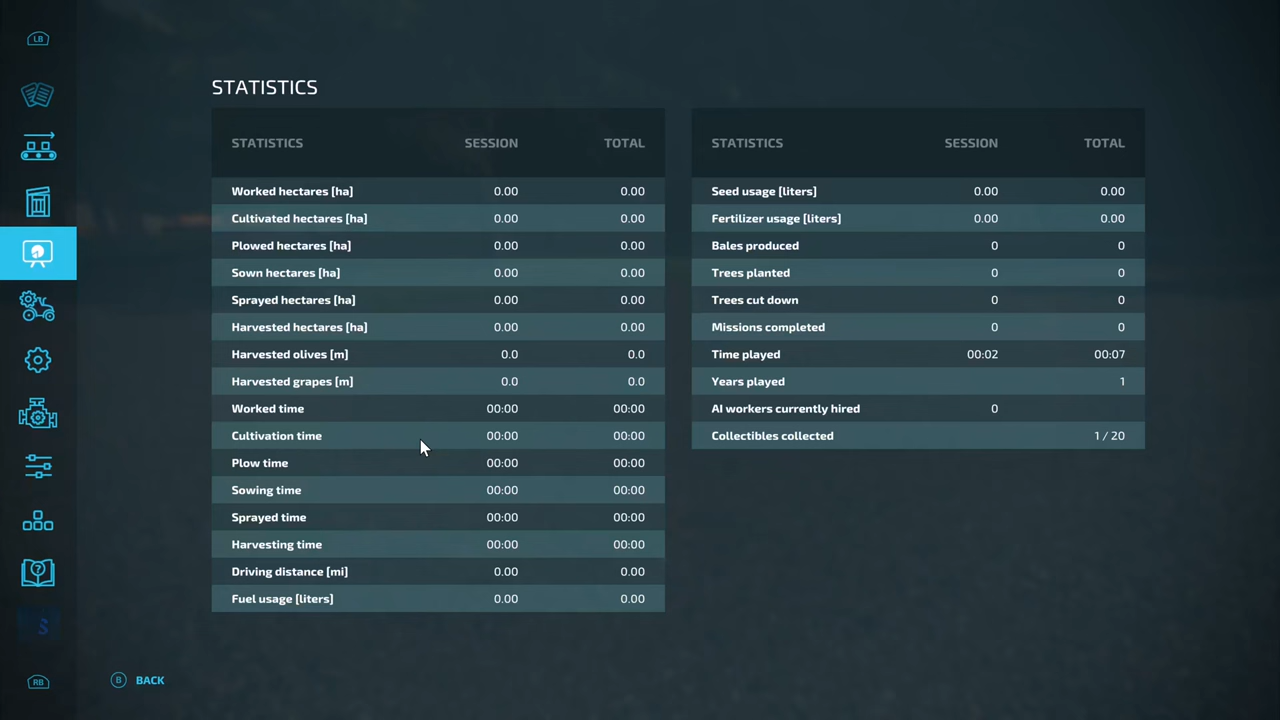 LB
STATISTICS
STATISTICS SESSION TOTAL
Worked hectares [ha] 0.00 0.00
Cultivated hectares [ha] 0.00 0.00
Plowed hectares [ha] 0.00 0.00
Sown hectares [ha] 0.00 0.00
Sprayed hectares [ha] 0.00 0.00
Harvested hectares [ha] 0.00 0.00
Harvested olives [m] 0.0 0.0
Harvested grapes [m] 0.0 0.0
Worked time 00:00 00:00
Cultivation time 00:00 00:00
Plow time 00:00 00:00
Sowing time 00:00 00:00
Sprayed time 00:00 00:00
Harvesting time 00:00 00:00
Driving distance [mi] 0.00 0.00
Fuel usage [liters] 0.00 0.00
STATISTICS SESSION TOTAL
Seed usage [liters] 0.00 0.00
Fertilizer usage [liters] 0.00 0.00
Bales produced 0 0
Trees planted 0 0
Trees cut down 0 0
Missions completed 0 0
Time played 00:02 00:07
Years played 1
AI workers currently hired 0
Collectibles collected 1 / 20
RB
B BACK